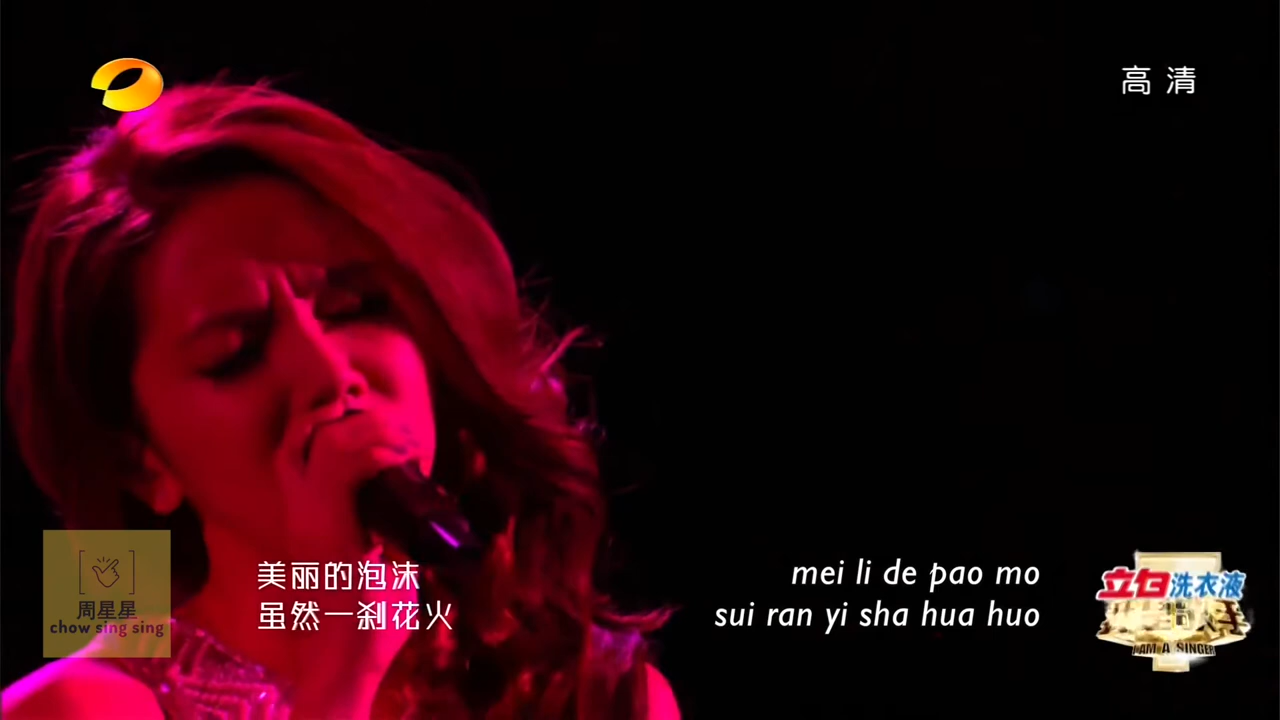 高清
美丽的泡沫
虽然一刹花火
mei li de pao mo
sui ran yi sha hua huo
周星星
chow sing sing
立白洗衣液
I AM A SINGER